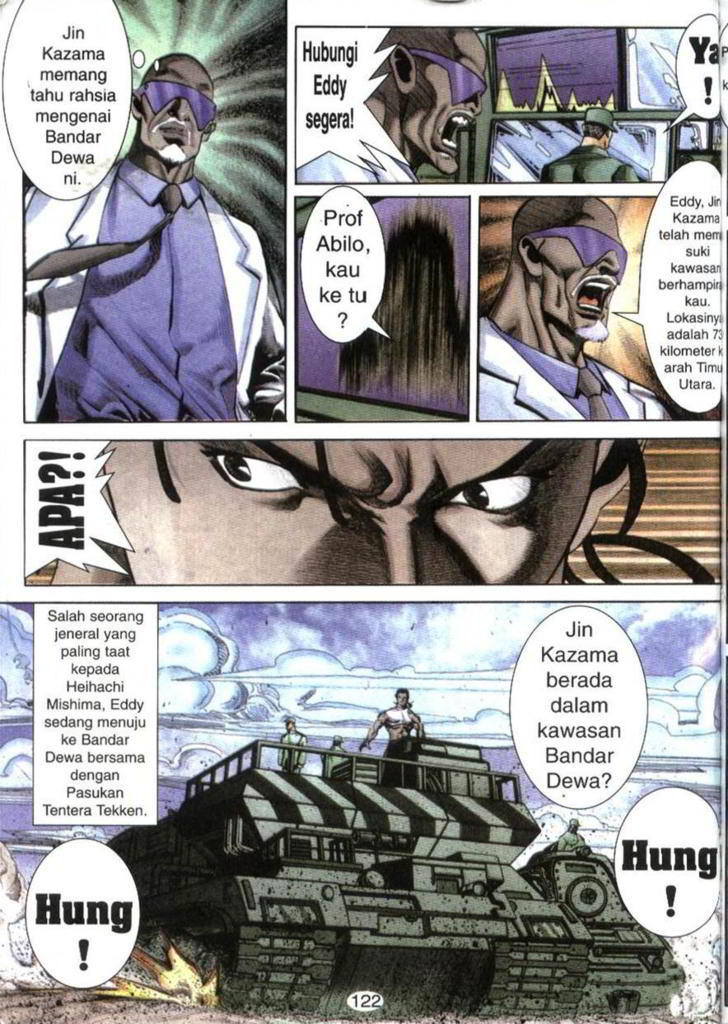 Jin
Kazama
memang
tahu rahsia
mengenai
Bandar
Dewa
ni.
Hubungi
Eddy
segera!
Ya
!
Prof
Abilo,
kau
ke tu
?
Eddy, Jin
Kazama
telah mem
suki
kawasan
berhampir
kau.
Lokasiny
adalah 73
kilometer k
arah Timu
Utara.
APA?!
Salah seorang
jeneral yang
paling taat
kepada
Heihachi
Mishima, Eddy
sedang menuju
ke Bandar
Dewa bersama
dengan
Pasukan
Tentera Tekken.
Jin
Kazama
berada
dalam
kawasan
Bandar
Dewa?
Hung
!
Hung
!
122